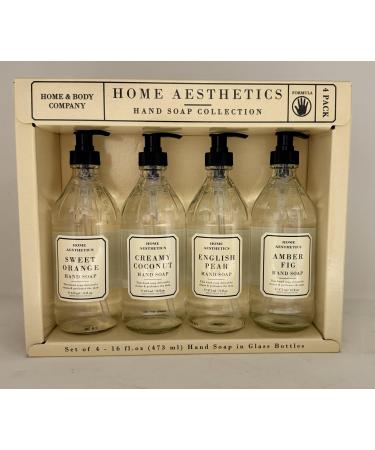 HOME & BODY
COMPANY
HOME AESTHETICS
HAND SOAP COLLECTION
FORMULA
4 PACK
HOME
AESTHETICS
SWEET
ORANGE
HAND SOAP
HOME
AESTHETICS
CREAMY
COCONUT
HAND SOAP
HOME
AESTHETICS
ENGLISH
PEAR
HAND SOAP
HOME
AESTHETICS
AMBER
FIG
HAND SOAP
Set of 4 - 16 fl.oz (473 ml) Hand Soap in Glass Bottles